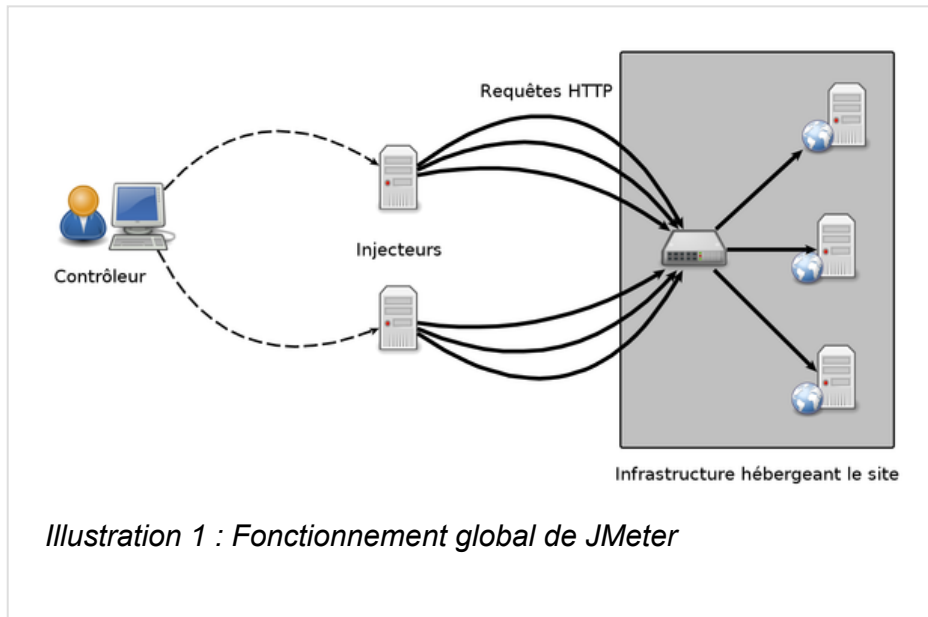 Requêtes HTTP
Injecteurs
Contrôleur
Infrastructure hébergeant le site
Illustration 1 : Fonctionnement global de JMeter